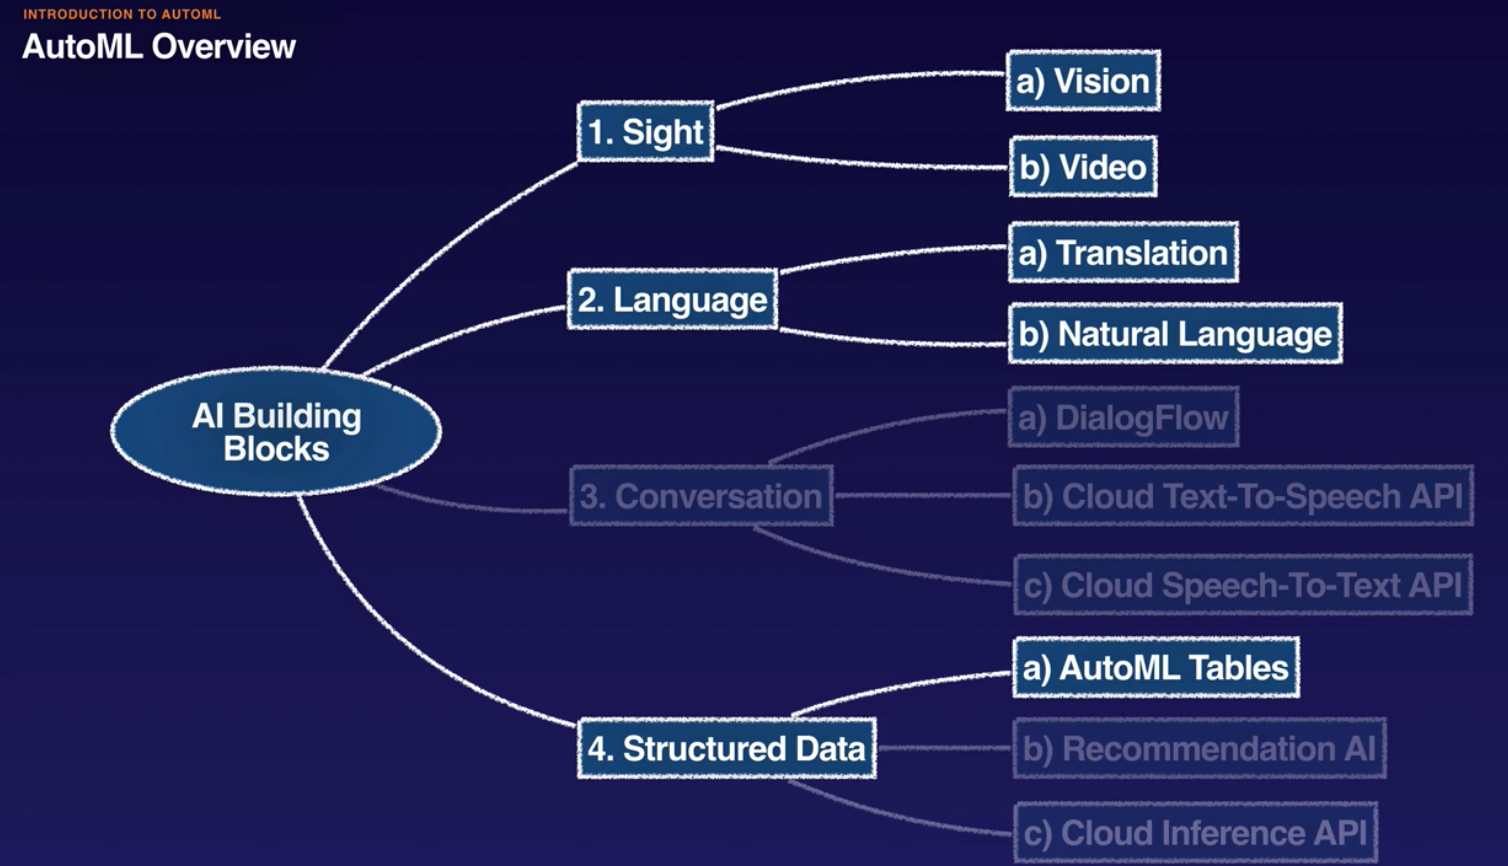 INTRODUCTION TO AUTOML
AutoML Overview
AI Building
Blocks
1. Sight
a) Vision
b) Video
2. Language
a) Translation
b) Natural Language
3. Conversation
a) DialogFlow
b) Cloud Text-To-Speech API
c) Cloud Speech-To-Text API
4. Structured Data
a) AutoML Tables
b) Recommendation AI
c) Cloud Inference API